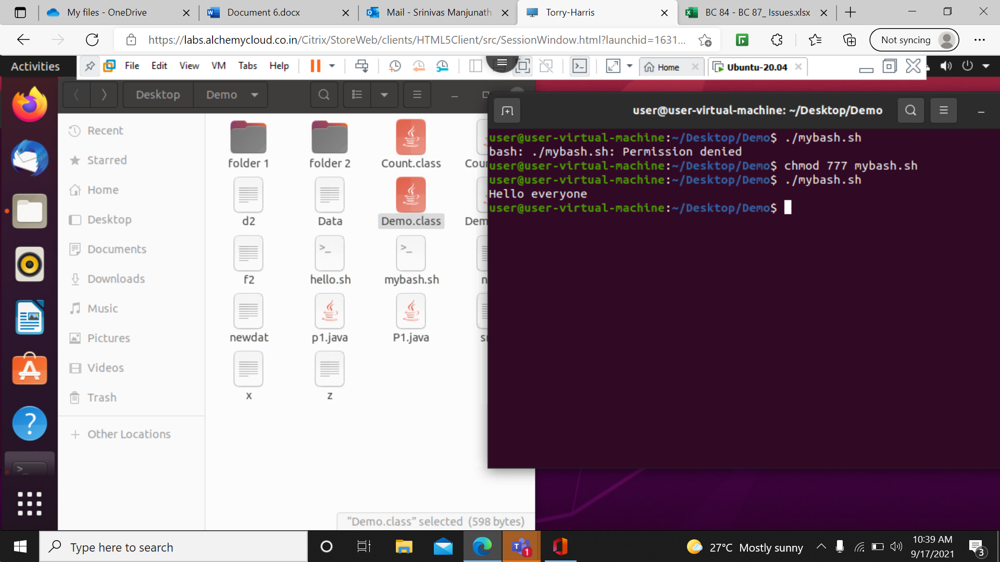 My files - OneDrive
Document 6.docx
Mail - Srinivas Manjunath
Torry-Harris
BC 84 - BC 87_ Issues.xlsx
https://labs.alchemycloud.co.in/Citrix/StoreWeb/clients/HTML5Client/src/SessionWindow.html?launchid=1631...
Not syncing
Activities
File Edit View VM Tabs Help
Home
Ubuntu-20.04
Desktop
Demo
Recent
Starred
Home
Desktop
Documents
Downloads
Music
Pictures
Videos
Trash
Other Locations
folder 1
folder 2
Count.class
d2
Data
Demo.class
f2
hello.sh
mybash.sh
newdat
p1.java
P1.java
x
z
"Demo.class" selected (598 bytes)
user@user-virtual-machine: ~/Desktop/Demo
user@user-virtual-machine:~/Desktop/Demo$ ./mybash.sh
bash: ./mybash.sh: Permission denied
user@user-virtual-machine:~/Desktop/Demo$ chmod 777 mybash.sh
user@user-virtual-machine:~/Desktop/Demo$ ./mybash.sh
Hello everyone
user@user-virtual-machine:~/Desktop/Demo$
Type here to search
1
27°C Mostly sunny
10:39 AM
9/17/2021
3